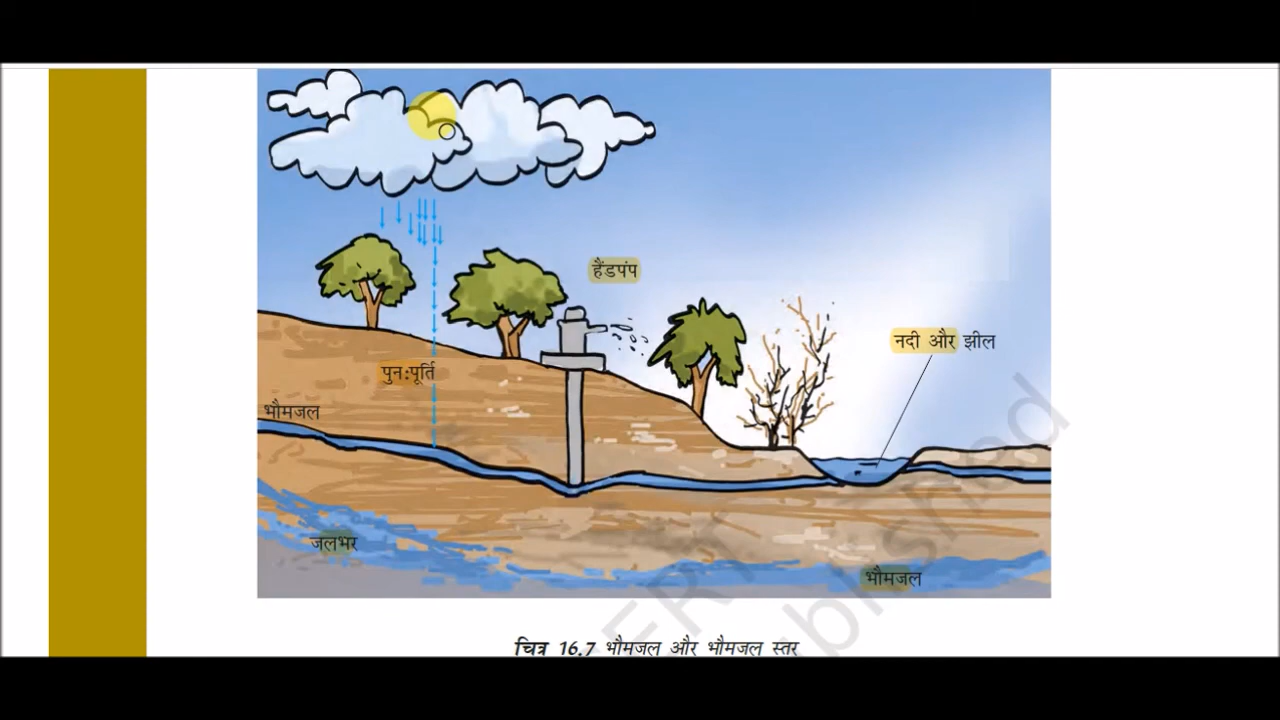 हैंडपंप
नदी और झील
पुनःपूर्ति
भौमजल
जलभर
भौमजल
चित्र 16.7 भौमजल और भौमजल स्तर